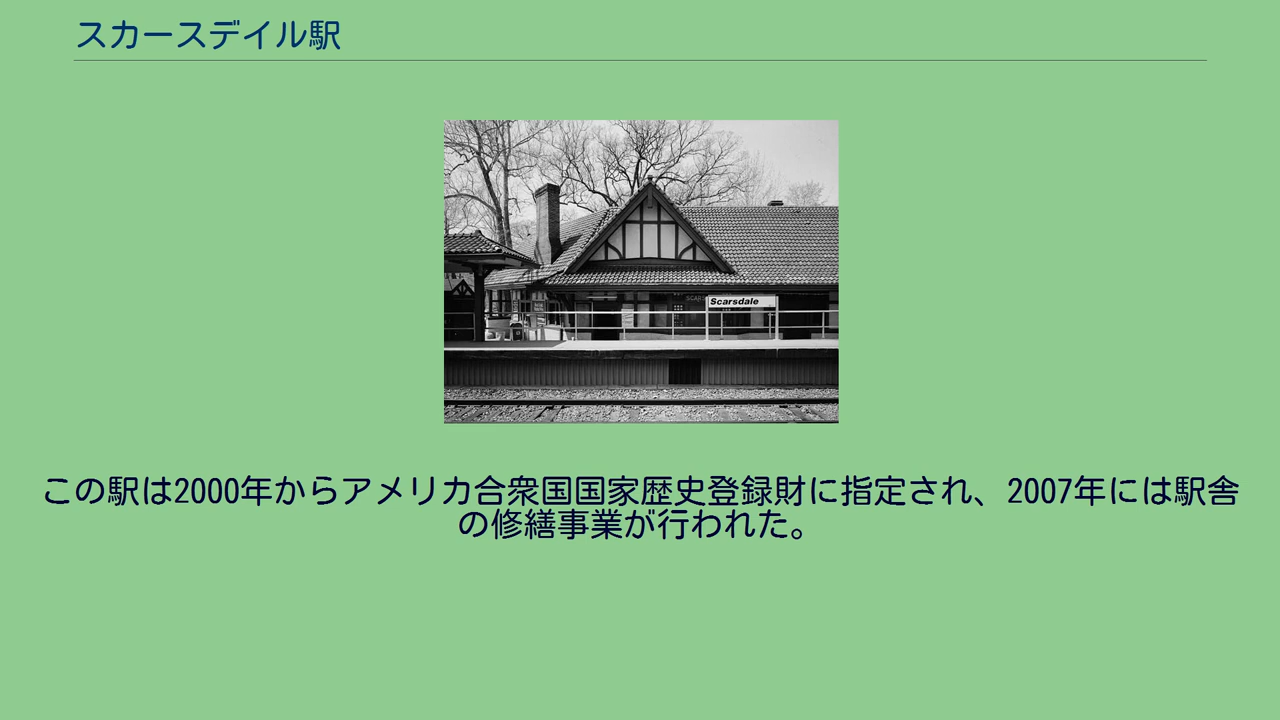 スカースデイル駅
Scarsdale
この駅は2000年からアメリカ合衆国国家歴史登録財に指定され、2007年には駅舎
の修繕事業が行われた。